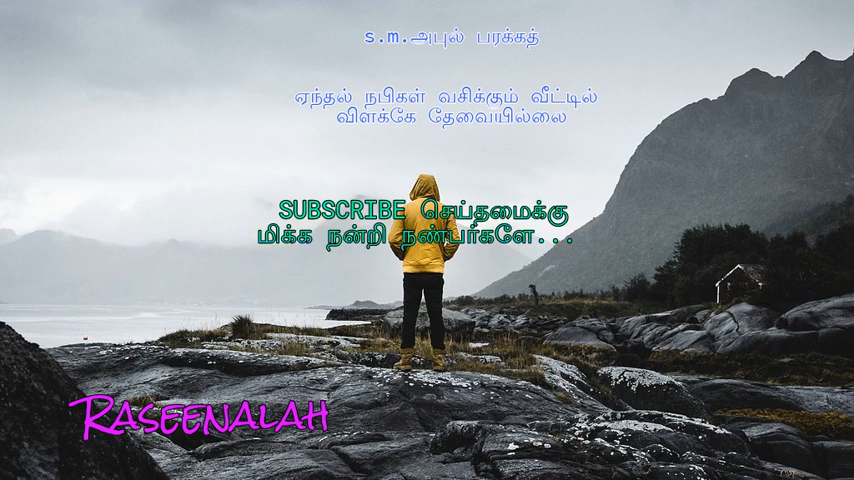 s.m.அபுல் பரக்கத்
ஏந்தல் நபிகள் வசிக்கும் வீட்டில்
விளக்கே தேவையில்லை
SUBSCRIBE செய்தமைக்கு
மிக்க நன்றி நண்பர்களே...
RASEENALAH